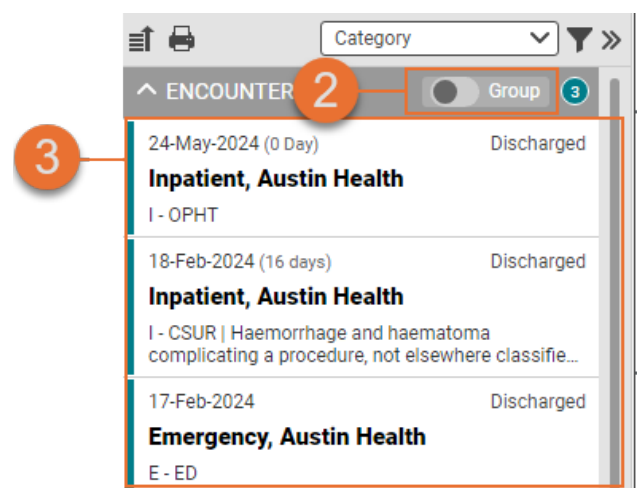 Category
ENCOUNTER 2 Group 3
3
24-May-2024 (0 Day) Discharged
Inpatient, Austin Health
I - OPHT
18-Feb-2024 (16 days) Discharged
Inpatient, Austin Health
I - CSUR | Haemorrhage and haematoma
complicating a procedure, not elsewhere classifie...
17-Feb-2024 Discharged
Emergency, Austin Health
E - ED